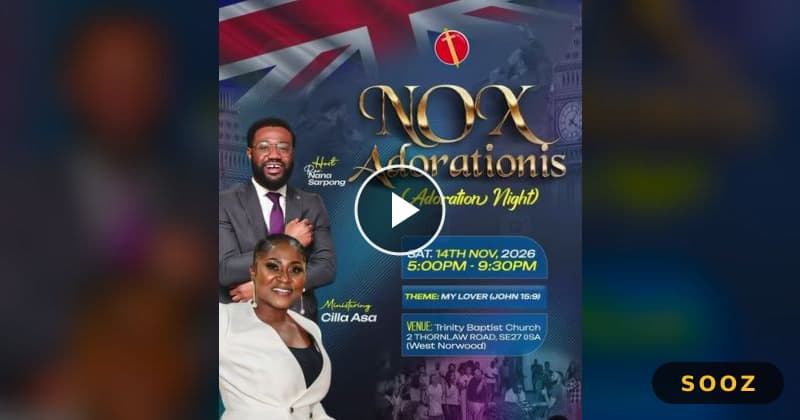 NOX
Adorationis
(Adoration Night)
Host
Rev. Nana
Sarpong
SAT. 14TH NOV, 2026
5:00PM - 9:30PM
THEME: MY LOVER (JOHN 15:9)
Ministering
Cilla Asa
VENUE: Trinity Baptist Church
2 THORNLAW ROAD, SE27 0SA
(West Norwood)
SOOZ